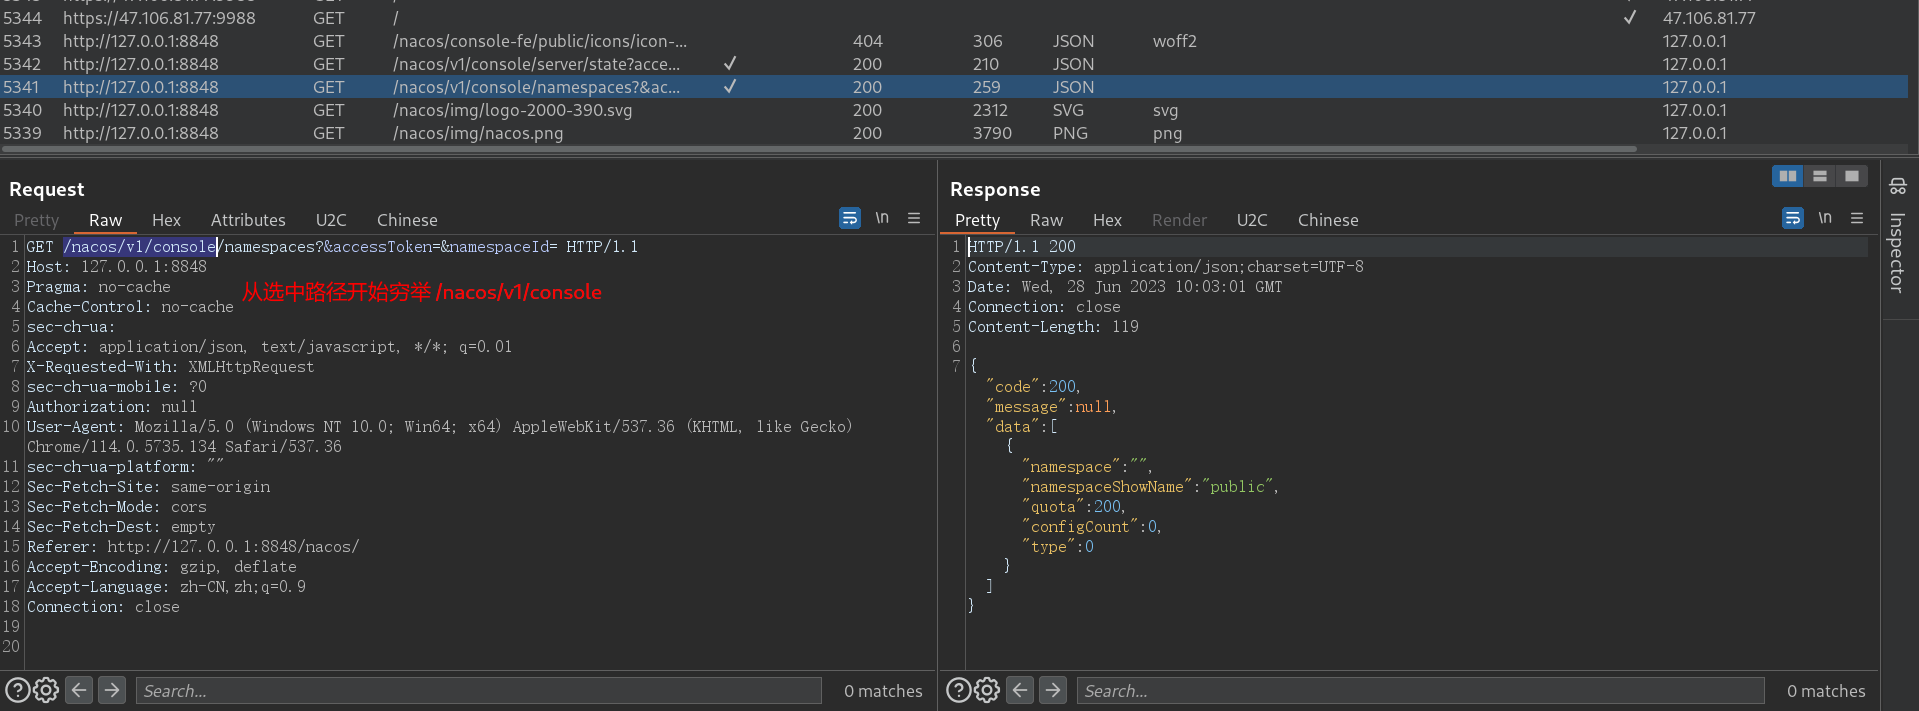 5344 https://47.106.81.77:9988 GET / ✓ 47.106.81.77
5343 http://127.0.0.1:8848 GET /nacos/console-fe/public/icons/icon-... 404 306 JSON woff2 127.0.0.1
5342 http://127.0.0.1:8848 GET /nacos/v1/console/server/state?acce... ✓ 200 210 JSON 127.0.0.1
5341 http://127.0.0.1:8848 GET /nacos/v1/console/namespaces?&ac... ✓ 200 259 JSON 127.0.0.1
5340 http://127.0.0.1:8848 GET /nacos/img/logo-2000-390.svg 200 2312 SVG svg 127.0.0.1
5339 http://127.0.0.1:8848 GET /nacos/img/nacos.png 200 3790 PNG png 127.0.0.1
Request
Pretty Raw Hex Attributes U2C Chinese \n
1 GET /nacos/v1/console/namespaces?&accessToken=&namespaceId= HTTP/1.1
2 Host: 127.0.0.1:8848
3 Pragma: no-cache
从选中路径开始穷举 /nacos/v1/console
4 Cache-Control: no-cache
5 sec-ch-ua:
6 Accept: application/json, text/javascript, */*; q=0.01
7 X-Requested-With: XMLHttpRequest
8 sec-ch-ua-mobile: ?0
9 Authorization: null
10 User-Agent: Mozilla/5.0 (Windows NT 10.0; Win64; x64) AppleWebKit/537.36 (KHTML, like Gecko)
Chrome/114.0.5735.134 Safari/537.36
11 sec-ch-ua-platform: ""
12 Sec-Fetch-Site: same-origin
13 Sec-Fetch-Mode: cors
14 Sec-Fetch-Dest: empty
15 Referer: http://127.0.0.1:8848/nacos/
16 Accept-Encoding: gzip, deflate
17 Accept-Language: zh-CN,zh;q=0.9
18 Connection: close
19
20
Search... 0 matches
Response
Pretty Raw Hex Render U2C Chinese \n
1 HTTP/1.1 200
2 Content-Type: application/json;charset=UTF-8
3 Date: Wed, 28 Jun 2023 10:03:01 GMT
4 Connection: close
5 Content-Length: 119
6
7 {
"code":200,
"message":null,
"data":[
{
"namespace":"",
"namespaceShowName":"public",
"quota":200,
"configCount":0,
"type":0
}
]
}
Search... 0 matches
Inspector